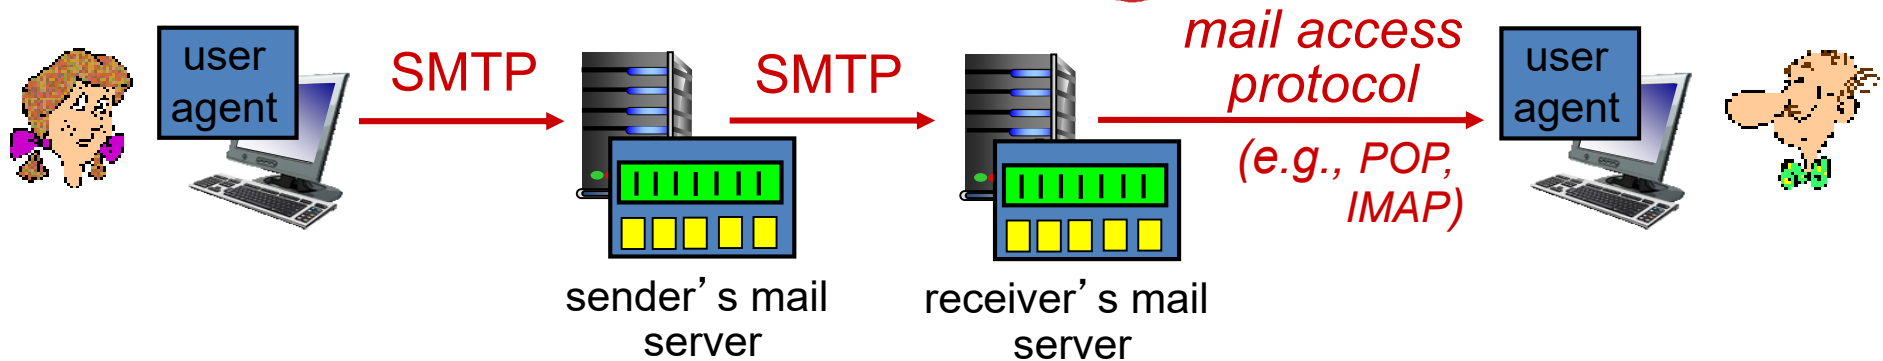 user
agent
SMTP
SMTP
mail access
protocol
(e.g., POP,
IMAP)
user
agent
sender’s mail
server
receiver’s mail
server